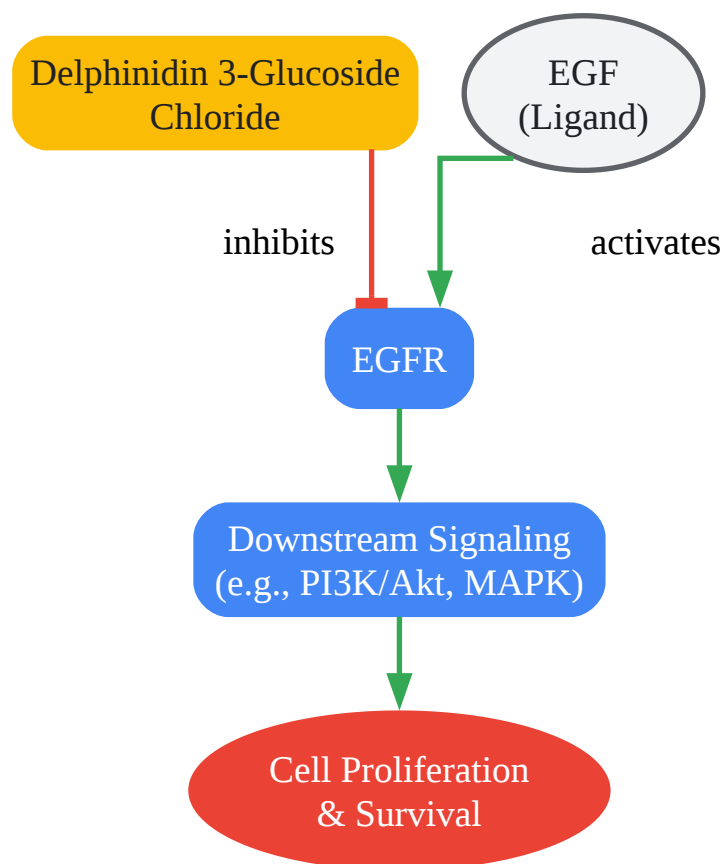 Delphinidin 3-Glucoside
Chloride
EGF
(Ligand)
inhibits
activates
EGFR
Downstream Signaling
(e.g., PI3K/Akt, MAPK)
Cell Proliferation
& Survival